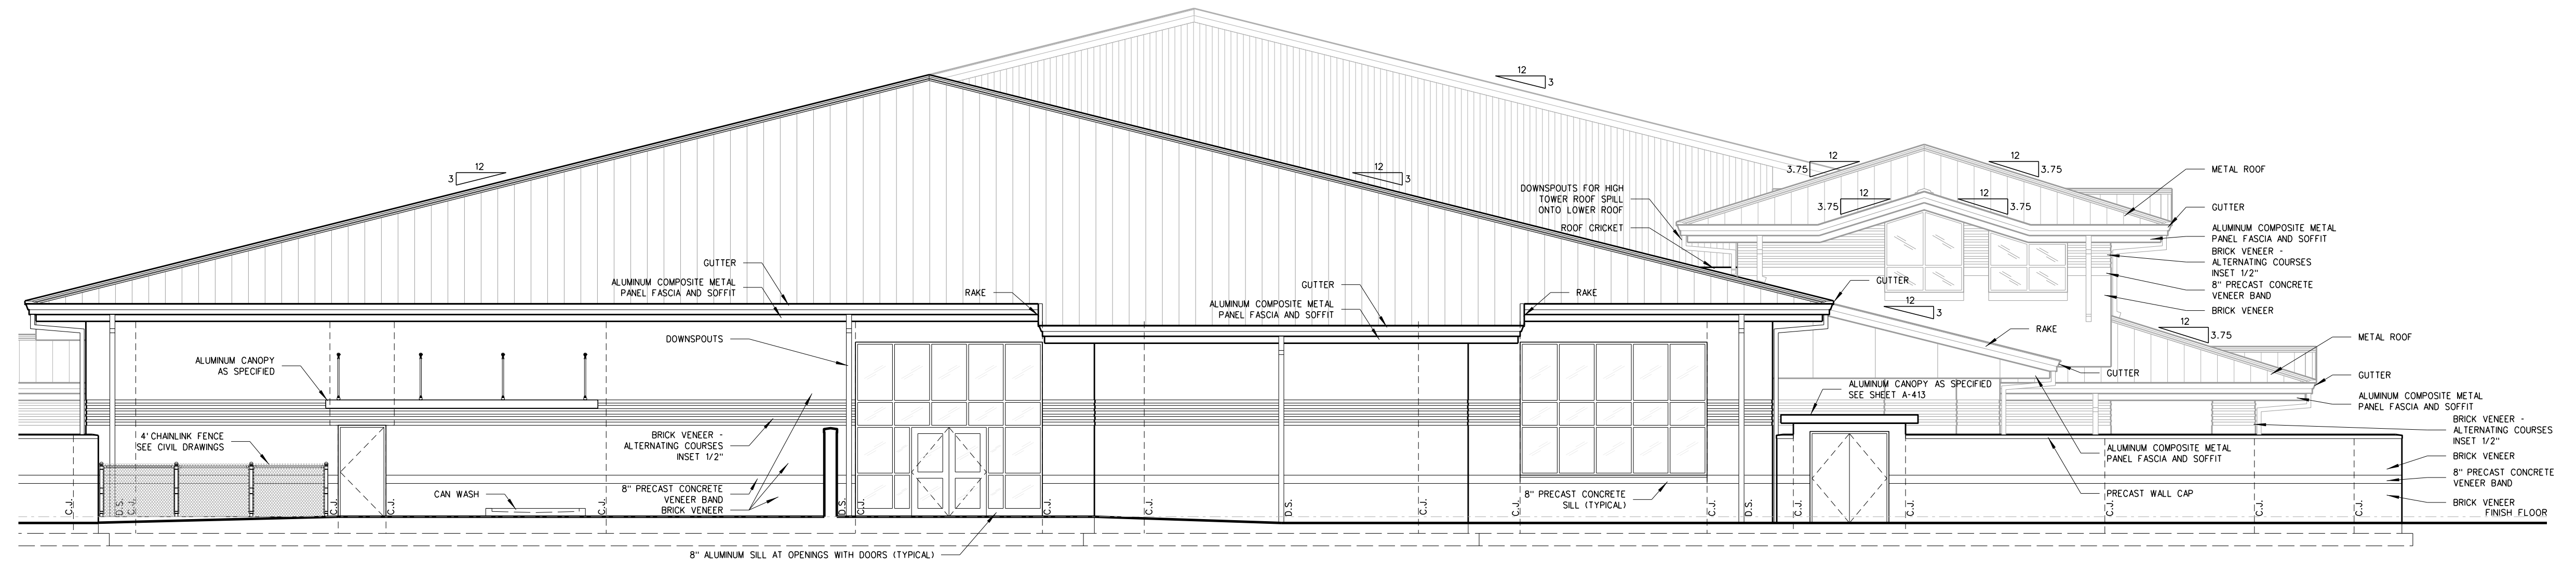 12
3
12
3
12
3
12
3.75
12
3.75
12
3.75
12
3.75
METAL ROOF
GUTTER
ALUMINUM COMPOSITE METAL
PANEL FASCIA AND SOFFIT
BRICK VENEER -
ALTERNATING COURSES
INSET 1/2"
8" PRECAST CONCRETE
VENEER BAND
BRICK VENEER
DOWNSPOUTS FOR HIGH
TOWER ROOF SPILL
ONTO LOWER ROOF
ROOF CRICKET
GUTTER
ALUMINUM COMPOSITE METAL
PANEL FASCIA AND SOFFIT
RAKE
GUTTER
ALUMINUM COMPOSITE METAL
PANEL FASCIA AND SOFFIT
RAKE
GUTTER
12
3
RAKE
12
3.75
METAL ROOF
GUTTER
GUTTER
ALUMINUM COMPOSITE METAL
PANEL FASCIA AND SOFFIT
BRICK VENEER -
ALTERNATING COURSES
INSET 1/2"
BRICK VENEER
8" PRECAST CONCRETE
VENEER BAND
BRICK VENEER
FINISH FLOOR
DOWNSPOUTS
ALUMINUM CANOPY
AS SPECIFIED
ALUMINUM CANOPY AS SPECIFIED
SEE SHEET A-413
4' CHAINLINK FENCE
SEE CIVIL DRAWINGS
BRICK VENEER -
ALTERNATING COURSES
INSET 1/2"
ALUMINUM COMPOSITE METAL
PANEL FASCIA AND SOFFIT
CAN WASH
8" PRECAST CONCRETE
VENEER BAND
BRICK VENEER
8" PRECAST CONCRETE
SILL (TYPICAL)
PRECAST WALL CAP
C.J.
D.S.
C.J.
C.J.
C.J.
C.J.
D.S.
C.J.
C.J.
C.J.
D.S.
C.J.
C.J.
C.J.
D.S.
C.J.
C.J.
C.J.
C.J.
C.J.
8" ALUMINUM SILL AT OPENINGS WITH DOORS (TYPICAL)